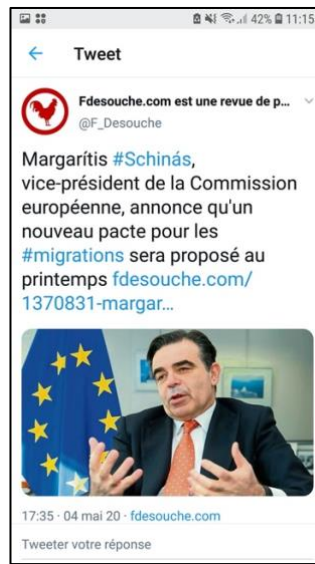 42% 11:15
Tweet
Fdesouche.com est une revue de p...
@F_Desouche
Margarítis #Schinás,
vice-président de la Commission
européenne, annonce qu'un
nouveau pacte pour les
#migrations sera proposé au
printemps fdesouche.com/
1370831-margar...
17:35 · 04 mai 20 · fdesouche.com
Tweeter votre réponse